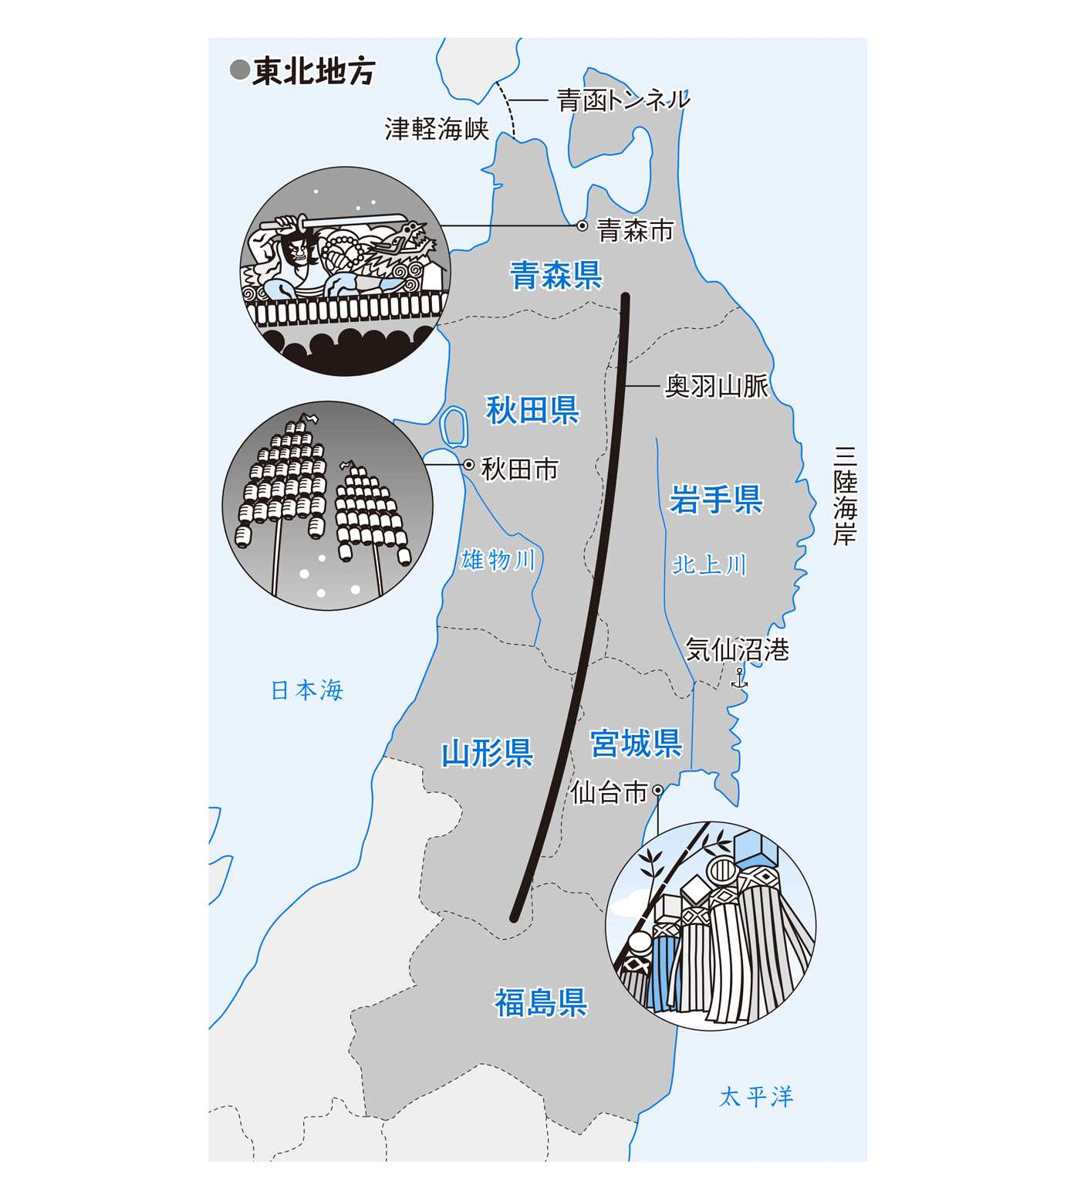 ●東北地方
青函トンネル
津軽海峡
青森市
青森県
奥羽山脈
秋田県
三陸海岸
秋田市
岩手県
雄物川
北上川
気仙沼港
日本海
山形県
宮城県
仙台市
福島県
太平洋